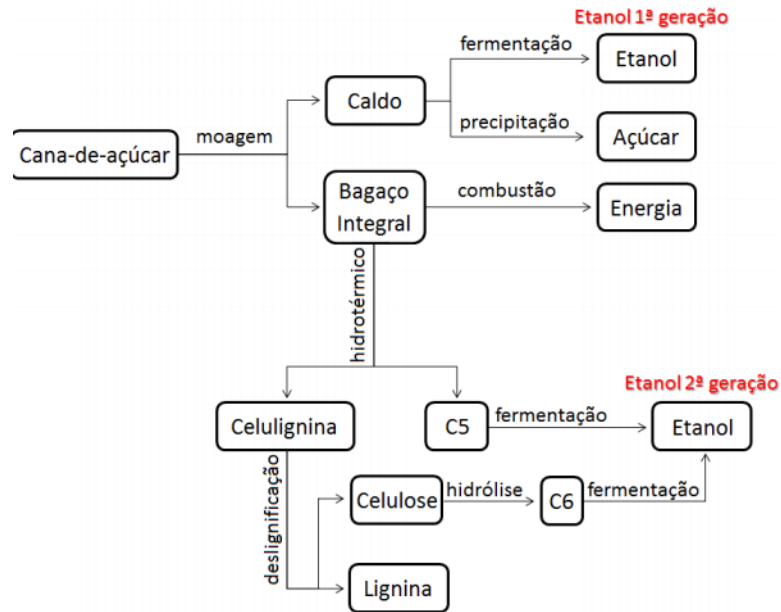 Etanol 1ª geração
fermentação
Etanol
Caldo
precipitação
Açúcar
moagem
Cana-de-açúcar
Bagaço
Integral
combustão
Energia
hidrotérmico
Etanol 2ª geração
Celulignina
C5
fermentação
Etanol
deslignificação
Celulose
hidrólise
C6
fermentação
Lignina